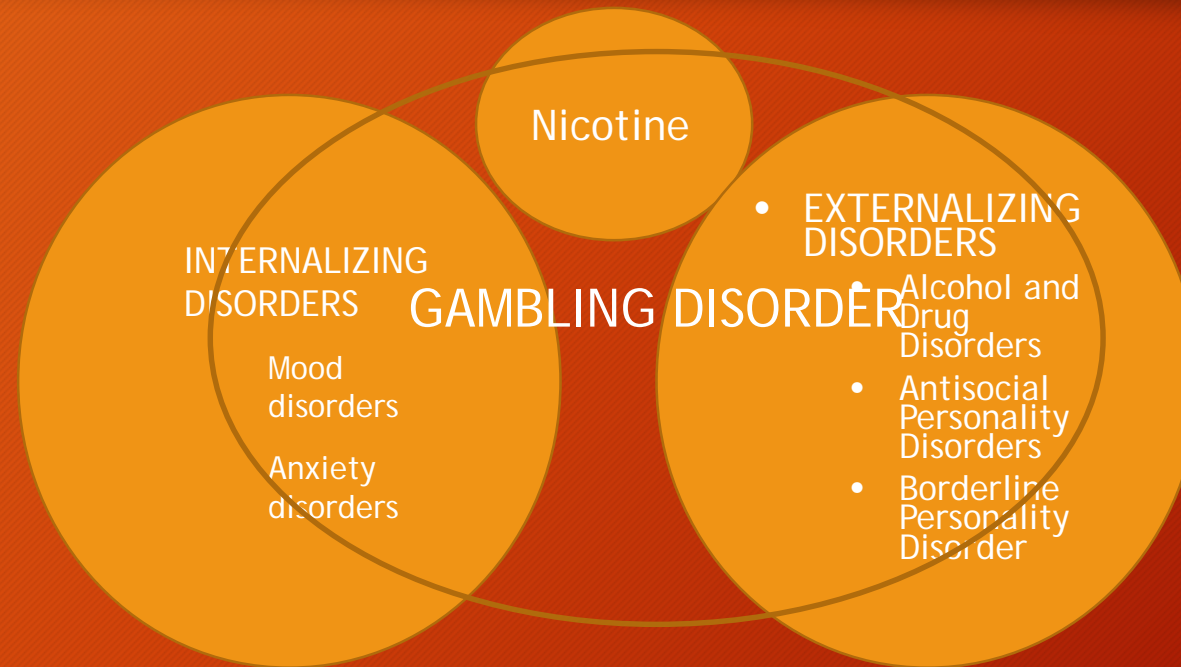 Nicotine
INTERNALIZING
DISORDERS
Mood
disorders
Anxiety
disorders
GAMBLING DISORDER
• EXTERNALIZING
DISORDERS
• Alcohol and
Drug
Disorders
• Antisocial
Personality
Disorders
• Borderline
Personality
Disorder